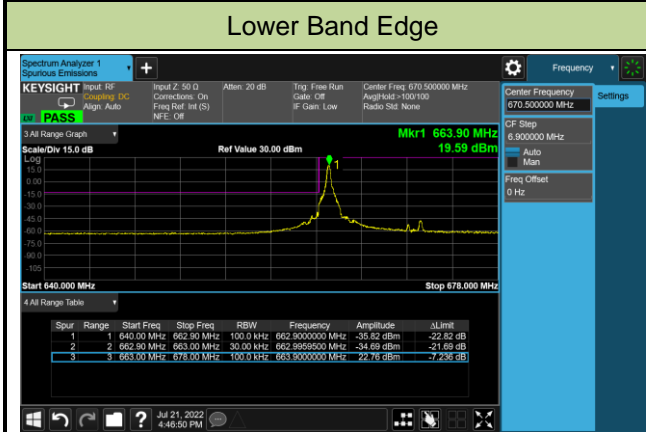 Lower Band Edge
Spectrum Analyzer 1
Spurious Emissions
+
Frequency
KEYSIGHT
Input: RF
Coupling: DC
Align: Auto
Input Z: 50 Ω
Corrections: On
Freq Ref: Int (S)
NFE: Off
Atten: 20 dB
Trig: Free Run
Gate: Off
IF Gain: Low
Center Freq: 670.500000 MHz
Avg|Hold:>100/100
Radio Std: None
PASS
Center Frequency
670.500000 MHz
Settings
CF Step
6.900000 MHz
Auto
Man
Freq Offset
0 Hz
3 All Range Graph
Mkr1 663.90 MHz
Scale/Div 15.0 dB
Ref Value 30.00 dBm
19.59 dBm
Log
1
15.0
0.00
-15.0
-30.0
-45.0
-60.0
-75.0
-90.0
-105
Start 640.000 MHz
Stop 678.000 MHz
4 All Range Table
Spur Range Start Freq Stop Freq RBW Frequency Amplitude ΔLimit
1 1 640.00 MHz 662.90 MHz 100.0 kHz 662.9000000 MHz -35.82 dBm -22.82 dB
2 2 662.90 MHz 663.00 MHz 30.00 kHz 662.9959500 MHz -34.69 dBm -21.69 dB
3 3 663.00 MHz 678.00 MHz 100.0 kHz 663.9000000 MHz 22.76 dBm -7.236 dB
?
Jul 21, 2022
4:46:50 PM